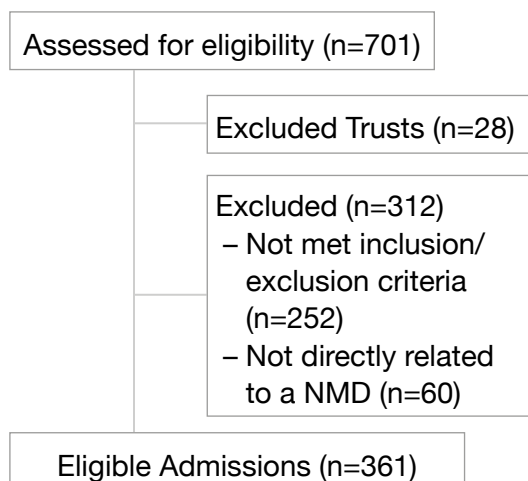 Assessed for eligibility (n=701)
Excluded Trusts (n=28)
Excluded (n=312)
– Not met inclusion/
exclusion criteria
(n=252)
– Not directly related
to a NMD (n=60)
Eligible Admissions (n=361)